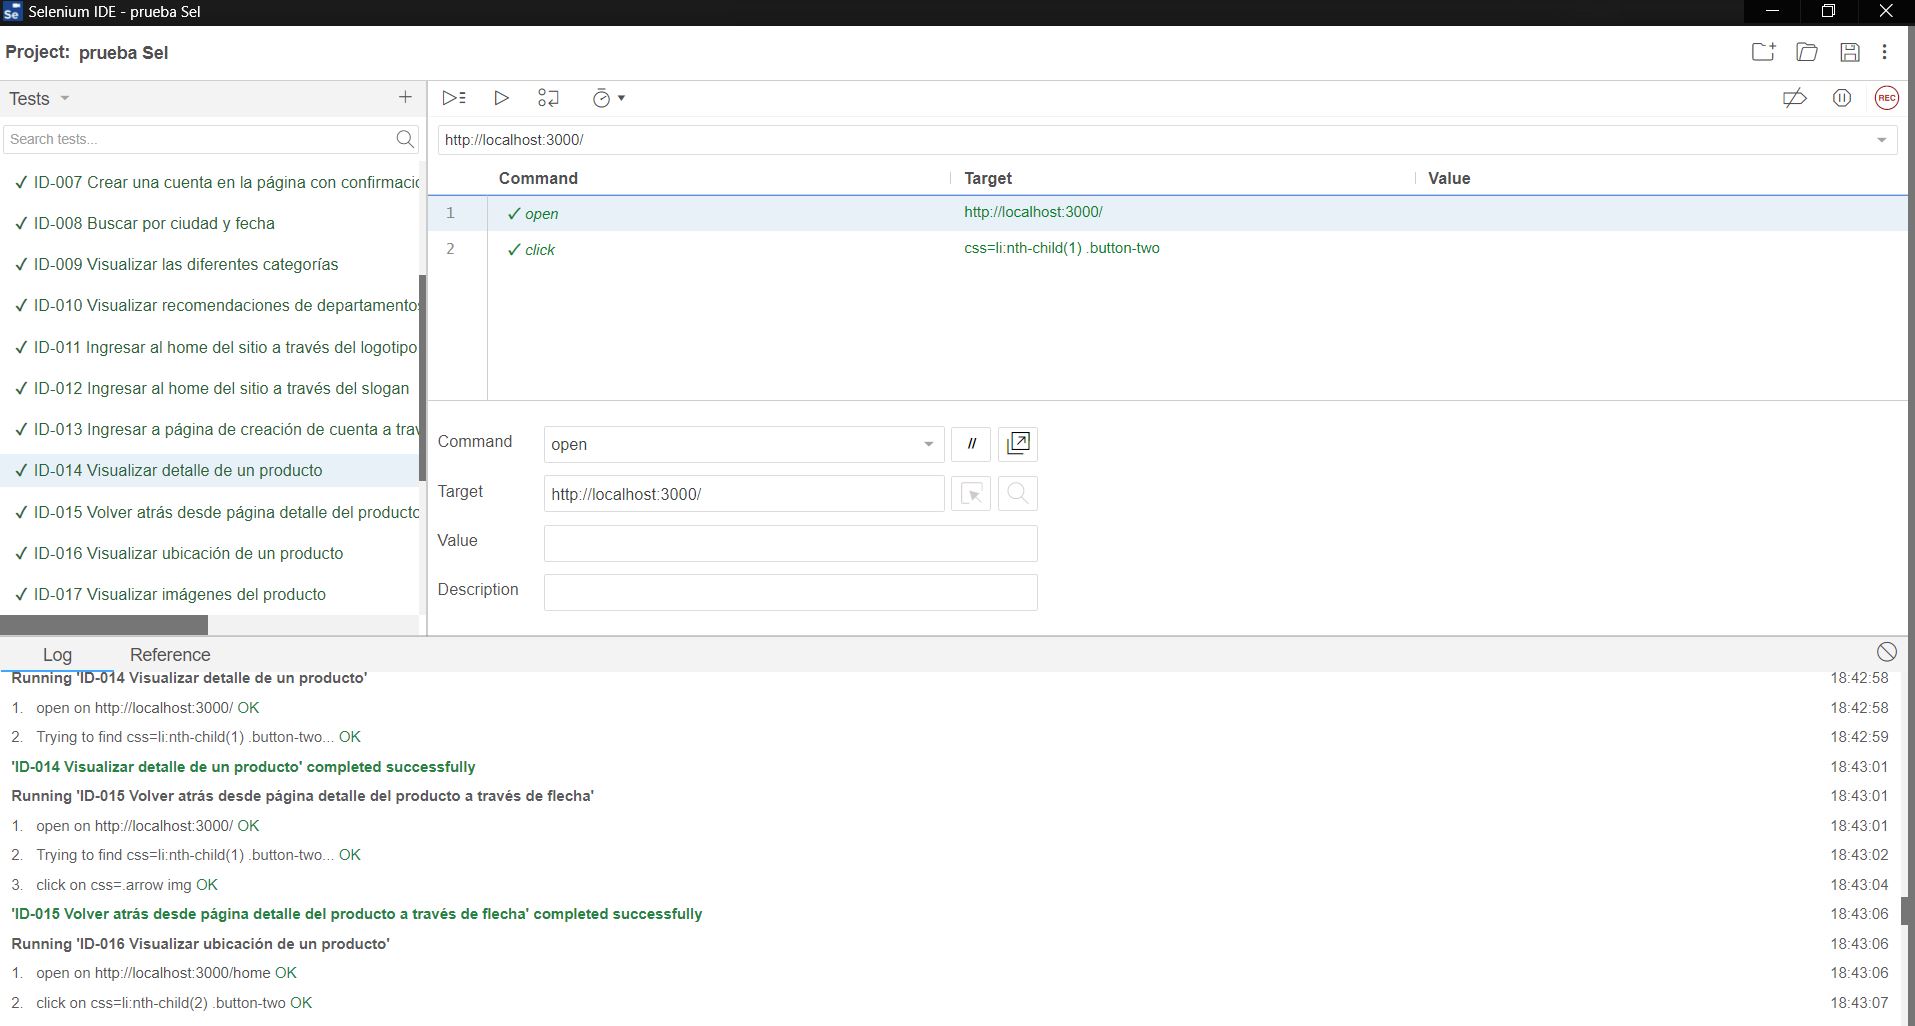 Selenium IDE - prueba Sel
Project: prueba Sel
Tests
Search tests...
✓ ID-007 Crear una cuenta en la página con confirmació
✓ ID-008 Buscar por ciudad y fecha
✓ ID-009 Visualizar las diferentes categorías
✓ ID-010 Visualizar recomendaciones de departamentos
✓ ID-011 Ingresar al home del sitio a través del logotipo
✓ ID-012 Ingresar al home del sitio a través del slogan
✓ ID-013 Ingresar a página de creación de cuenta a trav
✓ ID-014 Visualizar detalle de un producto
✓ ID-015 Volver atrás desde página detalle del producto
✓ ID-016 Visualizar ubicación de un producto
✓ ID-017 Visualizar imágenes del producto
REC
http://localhost:3000/
Command Target Value
1 ✓ open http://localhost:3000/
2 ✓ click css=li:nth-child(1) .button-two
Command open //
Target http://localhost:3000/
Value
Description
Log Reference
Running 'ID-014 Visualizar detalle de un producto' 18:42:58
1. open on http://localhost:3000/ OK 18:42:58
2. Trying to find css=li:nth-child(1) .button-two... OK 18:42:59
'ID-014 Visualizar detalle de un producto' completed successfully 18:43:01
Running 'ID-015 Volver atrás desde página detalle del producto a través de flecha' 18:43:01
1. open on http://localhost:3000/ OK 18:43:01
2. Trying to find css=li:nth-child(1) .button-two... OK 18:43:02
3. click on css=.arrow img OK 18:43:04
'ID-015 Volver atrás desde página detalle del producto a través de flecha' completed successfully 18:43:06
Running 'ID-016 Visualizar ubicación de un producto' 18:43:06
1. open on http://localhost:3000/home OK 18:43:06
2. click on css=li:nth-child(2) .button-two OK 18:43:07